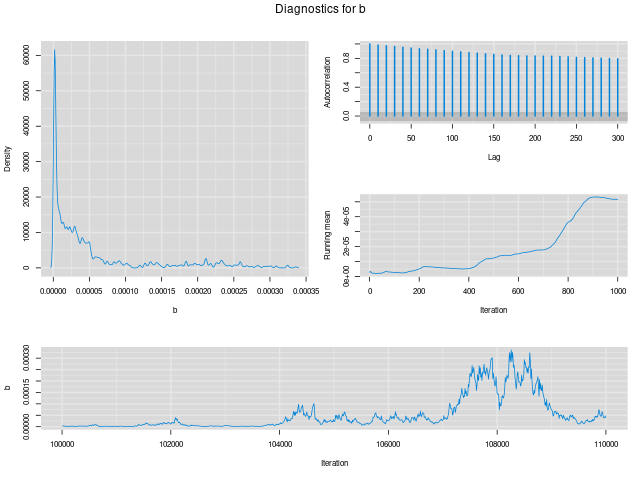 Diagnostics for b
Density
0 10000 20000 30000 40000 50000 60000
0.00000 0.00005 0.00010 0.00015 0.00020 0.00025 0.00030 0.00035
b
Autocorrelation
0.0 0.4 0.8
0 50 100 150 200 250 300
Lag
Running mean
0e+00 2e-05 4e-05
0 200 400 600 800 1000
Iteration
b
0.00000 0.00015 0.00030
100000 102000 104000 106000 108000 110000
Iteration